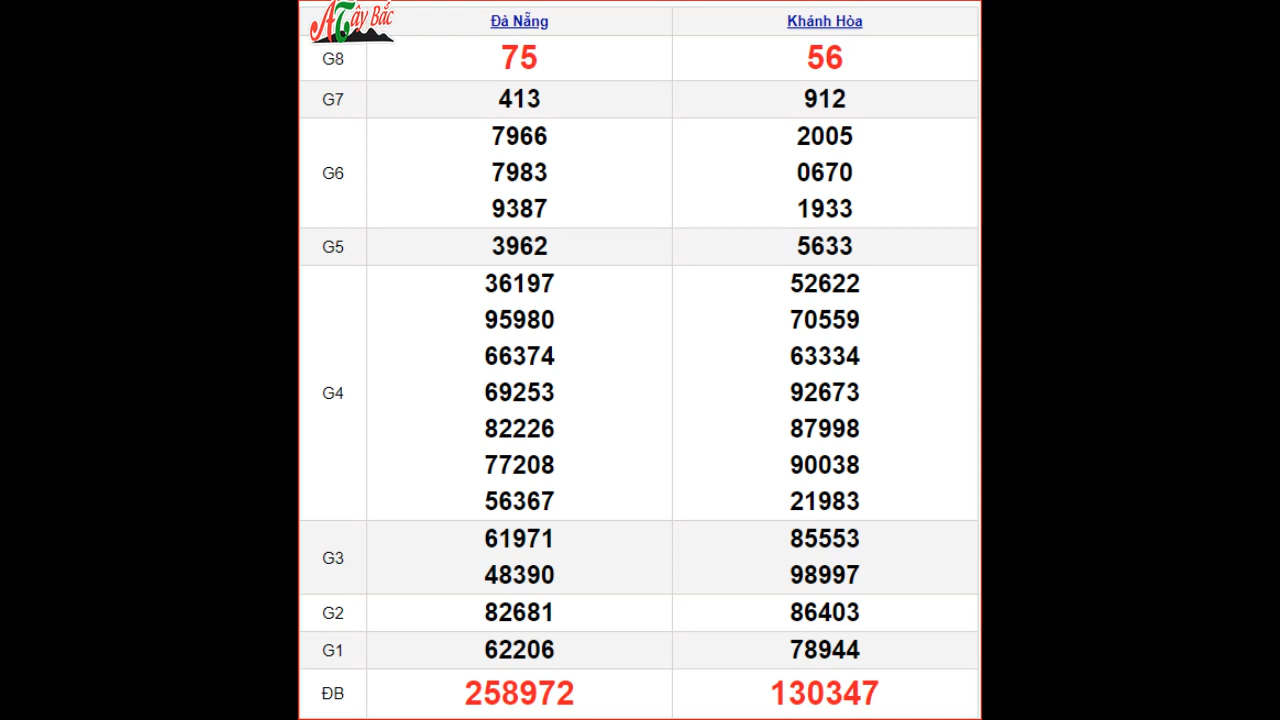 ATây Bắc
Đà Nẵng Khánh Hòa
G8 75 56
G7 413 912
7966 2005
G6 7983 0670
9387 1933
G5 3962 5633
36197 52622
95980 70559
66374 63334
G4 69253 92673
82226 87998
77208 90038
56367 21983
61971 85553
G3
48390 98997
G2 82681 86403
G1 62206 78944
ĐB 258972 130347